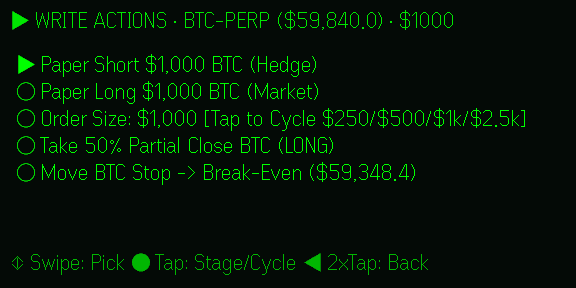 ▶ WRITE ACTIONS · BTC-PERP ($59,840.0) · $1000
▶ Paper Short $1,000 BTC (Hedge)
○ Paper Long $1,000 BTC (Market)
○ Order Size: $1,000 [Tap to Cycle $250/$500/$1k/$2.5k]
○ Take 50% Partial Close BTC (LONG)
○ Move BTC Stop -> Break-Even ($59,348.4)
⇕ Swipe: Pick ● Tap: Stage/Cycle ◀ 2xTap: Back